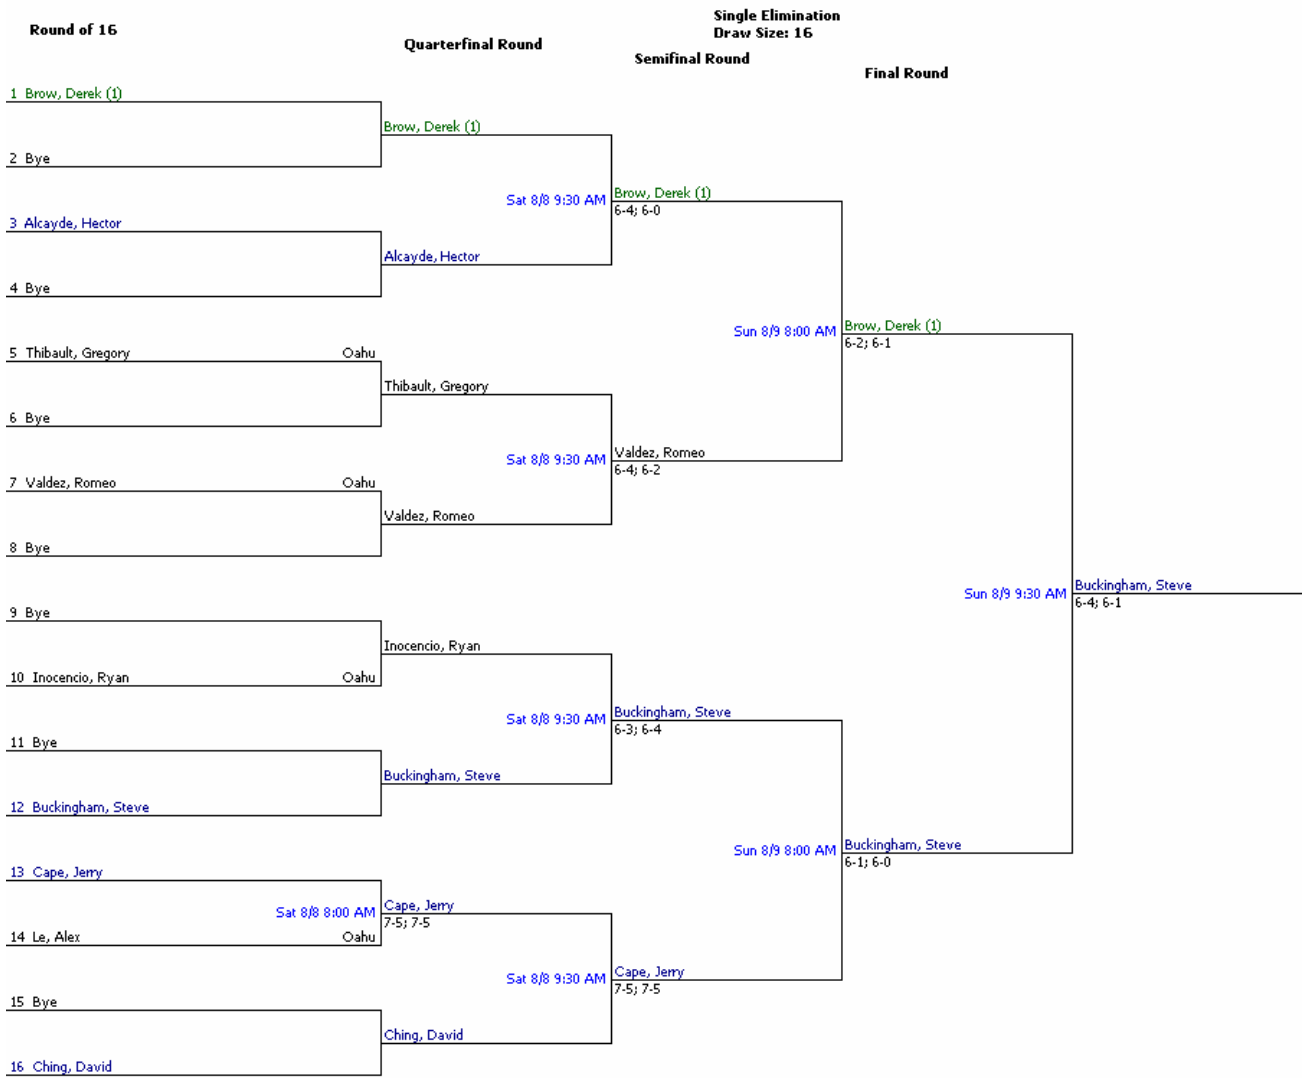 Single Elimination
Draw Size: 16
Round of 16
Quarterfinal Round
Semifinal Round
Final Round
1 Brow, Derek (1)
Brow, Derek (1)
2 Bye
Sat 8/8 9:30 AM
Brow, Derek (1)
6-4; 6-0
3 Alcayde, Hector
Alcayde, Hector
4 Bye
Sun 8/9 8:00 AM
Brow, Derek (1)
6-2; 6-1
5 Thibault, Gregory Oahu
Thibault, Gregory
6 Bye
Sat 8/8 9:30 AM
Valdez, Romeo
6-4; 6-2
7 Valdez, Romeo Oahu
Valdez, Romeo
8 Bye
Sun 8/9 9:30 AM
Buckingham, Steve
6-4; 6-1
9 Bye
Inocencio, Ryan
10 Inocencio, Ryan Oahu
Sat 8/8 9:30 AM
Buckingham, Steve
6-3; 6-4
11 Bye
Buckingham, Steve
12 Buckingham, Steve
Sun 8/9 8:00 AM
Buckingham, Steve
6-1; 6-0
13 Cape, Jerry
Sat 8/8 8:00 AM
Cape, Jerry
7-5; 7-5
14 Le, Alex Oahu
Sat 8/8 9:30 AM
Cape, Jerry
7-5; 7-5
15 Bye
Ching, David
16 Ching, David